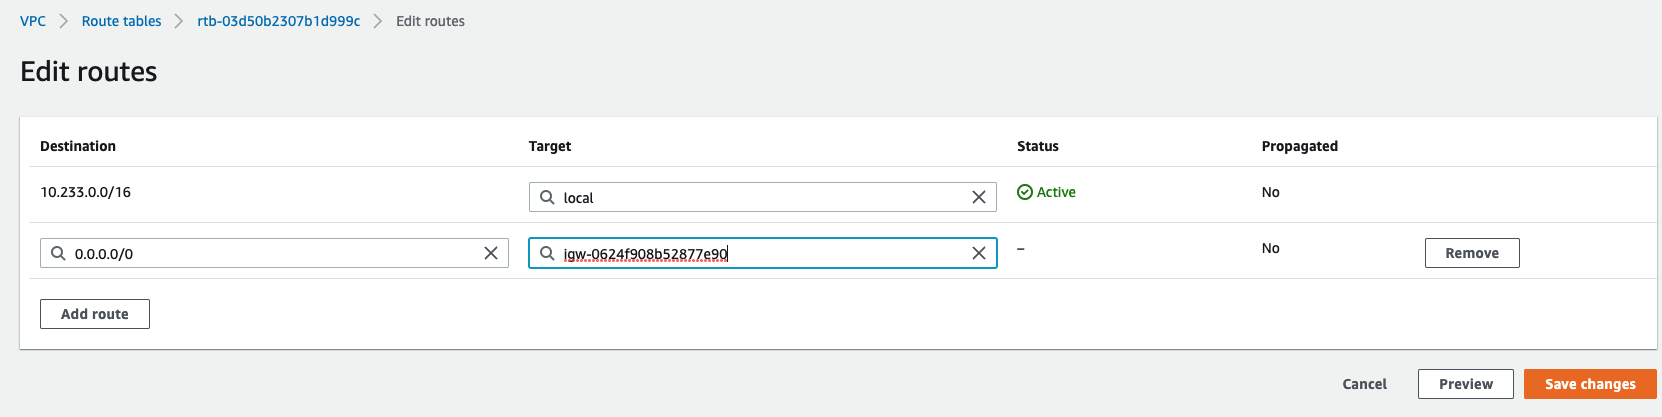 VPC Route tables rtb-03d50b2307b1d999c Edit routes
Edit routes
Destination Target Status Propagated
10.233.0.0/16 local Active No
0.0.0.0/0 igw-0624f908b52877e90 – No Remove
Add route
Cancel Preview Save changes